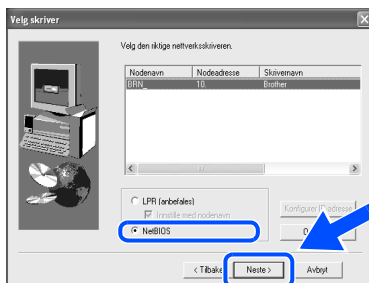 Velg skriver
Velg den riktige nettverksskriveren.
Nodenavn Nodeadresse Skrivernavn
BRN_ 10. Brother
LPR (anbefales)
Innstille med nodenavn
NetBIOS
Konfigurer IP-adresse
< Tilbake Neste > Avbryt